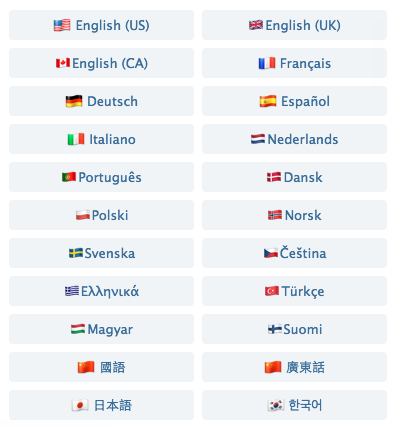 English (US)
English (UK)
English (CA)
Français
Deutsch
Español
Italiano
Nederlands
Português
Dansk
Polski
Norsk
Svenska
Čeština
Ελληνικά
Türkçe
Magyar
Suomi
國語
廣東話
日本語
한국어